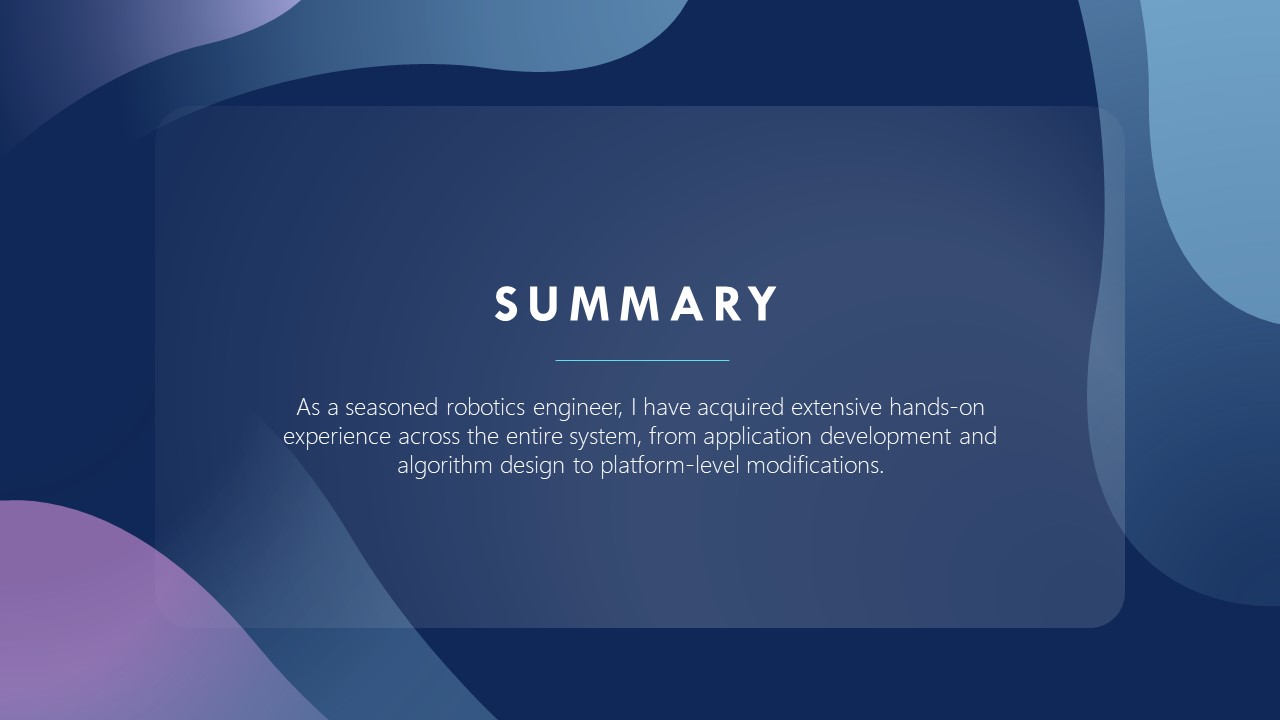 SUMMARY
As a seasoned robotics engineer, I have acquired extensive hands-on
experience across the entire system, from application development and
algorithm design to platform-level modifications.